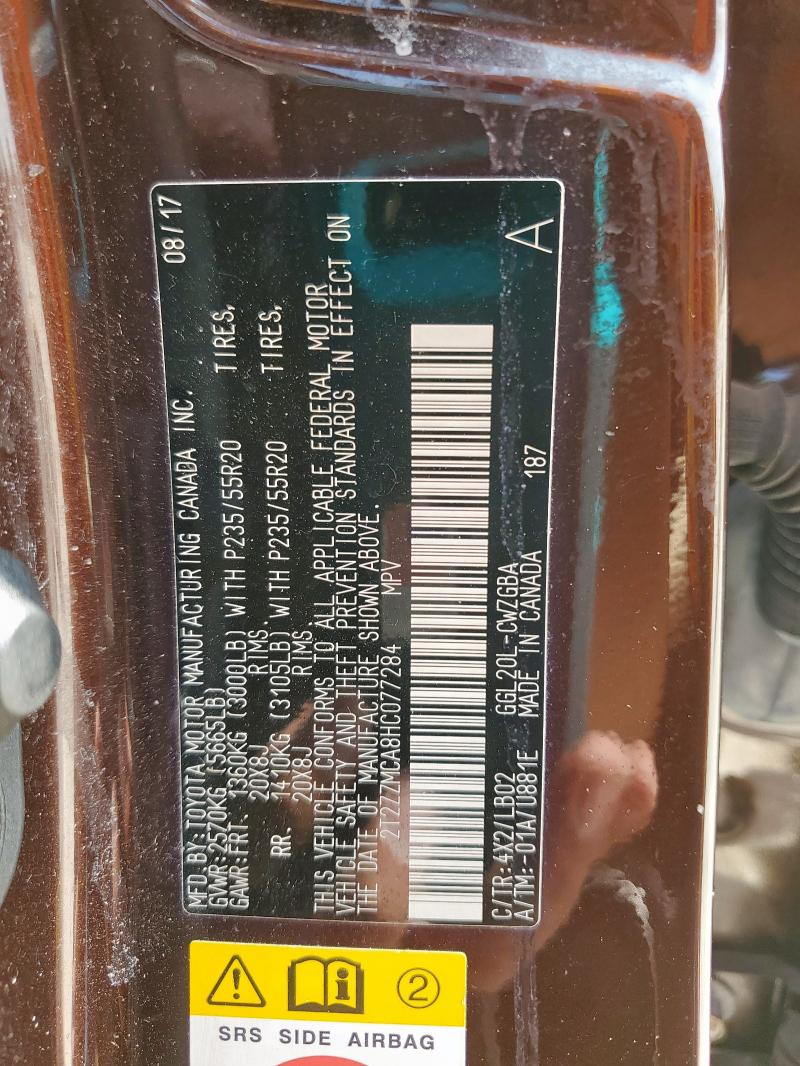 MFD. BY: TOYOTA MOTOR MANUFACTURING CANADA INC. 08/17
GVWR: 2570KG (5665LB)
GAWR: FRT. 1360KG (3000LB) WITH P235/55R20 TIRES,
20X8J RIMS
RR. 1410KG (3105LB) WITH P235/55R20 TIRES,
20X8J RIMS
THIS VEHICLE CONFORMS TO ALL APPLICABLE FEDERAL MOTOR
VEHICLE SAFETY AND THEFT PREVENTION STANDARDS IN EFFECT ON
THE DATE OF MANUFACTURE SHOWN ABOVE.
2T2ZZMCA8HC077284 MPV
C/TR: 4X2/LB02 GGL20L-CWZGBA 187
A/TM:-01A/U881E MADE IN CANADA
A
2
SRS SIDE AIRBAG